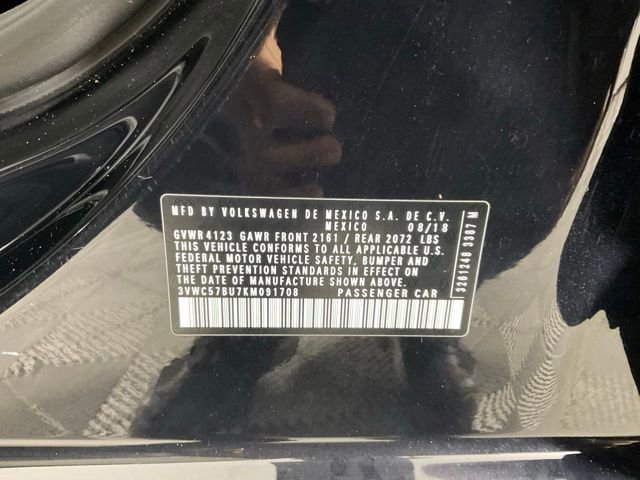 MFD BY VOLKSWAGEN DE MEXICO S.A. DE C.V.
MEXICO 08/18
GVWR4123 GAWR FRONT 2161 / REAR 2072 LBS
THIS VEHICLE CONFORMS TO ALL APPLICABLE U.S.
FEDERAL MOTOR VEHICLE SAFETY, BUMPER AND
THEFT PREVENTION STANDARDS IN EFFECT ON
THE DATE OF MANUFACTURE SHOWN ABOVE.
3VWC57BU7KM091708 PASSENGER CAR
3261248 3387 M